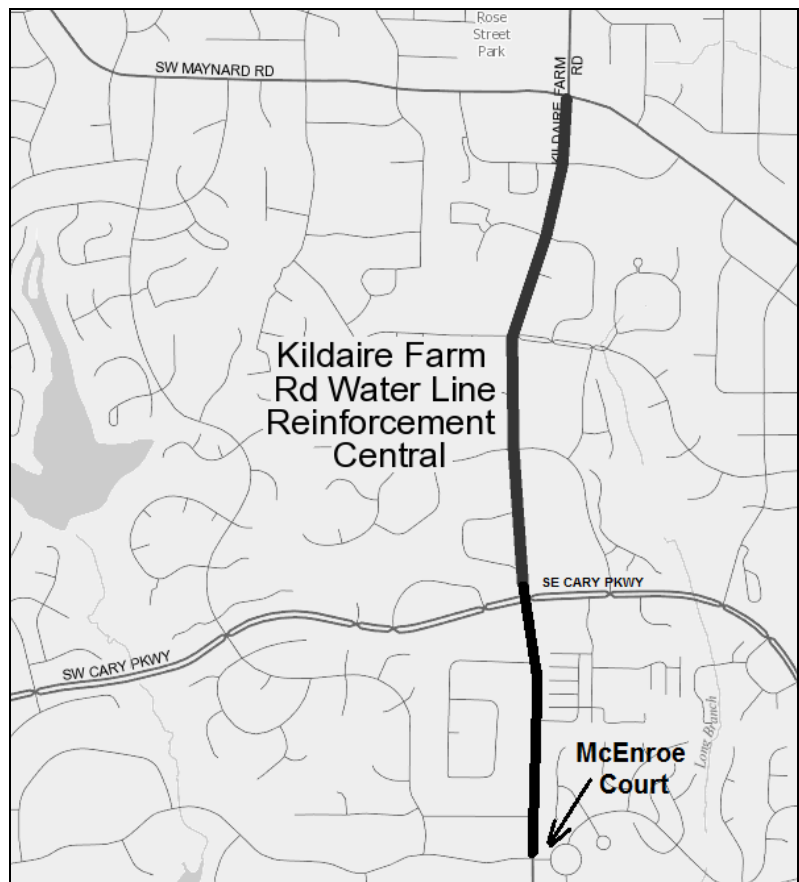 Rose
Street
Park
SW MAYNARD RD
KILDAIRE FARM
RD
Kildaire Farm
Rd Water Line
Reinforcement
Central
SE CARY PKWY
SW CARY PKWY
Long Branch
McEnroe
Court